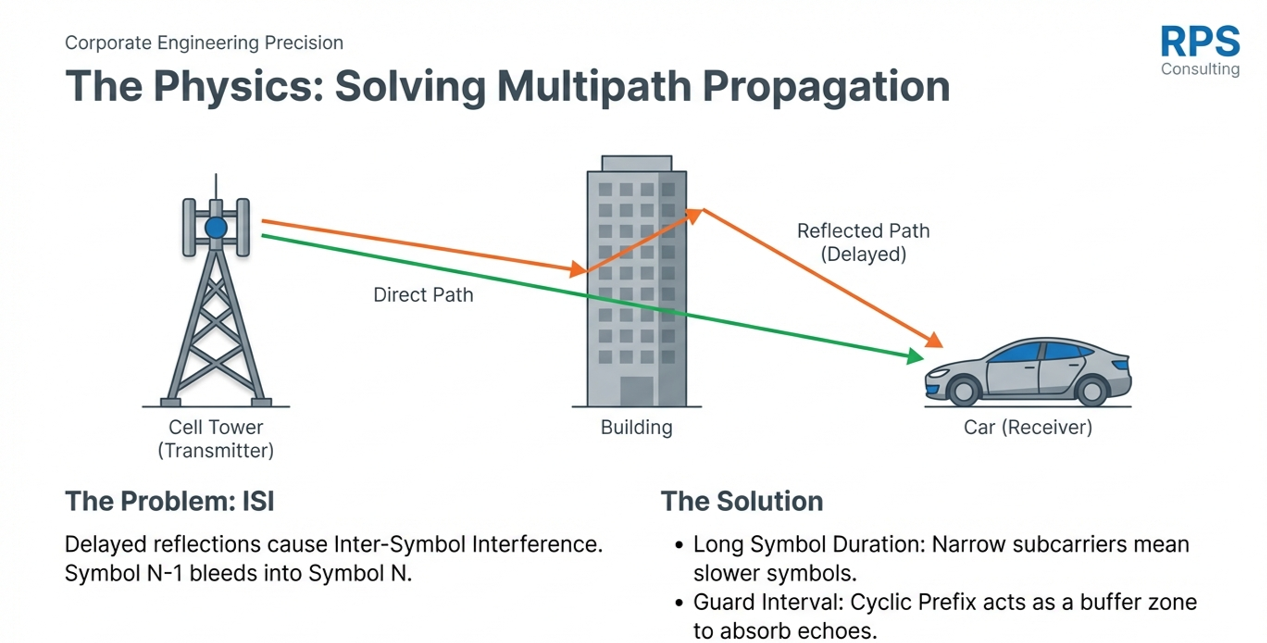 Corporate Engineering Precision
RPS
Consulting
The Physics: Solving Multipath Propagation
Reflected Path
(Delayed)
Direct Path
Cell Tower
(Transmitter)
Building
Car (Receiver)
The Problem: ISI
Delayed reflections cause Inter-Symbol Interference.
Symbol N-1 bleeds into Symbol N.
The Solution
• Long Symbol Duration: Narrow subcarriers mean
slower symbols.
• Guard Interval: Cyclic Prefix acts as a buffer zone
to absorb echoes.